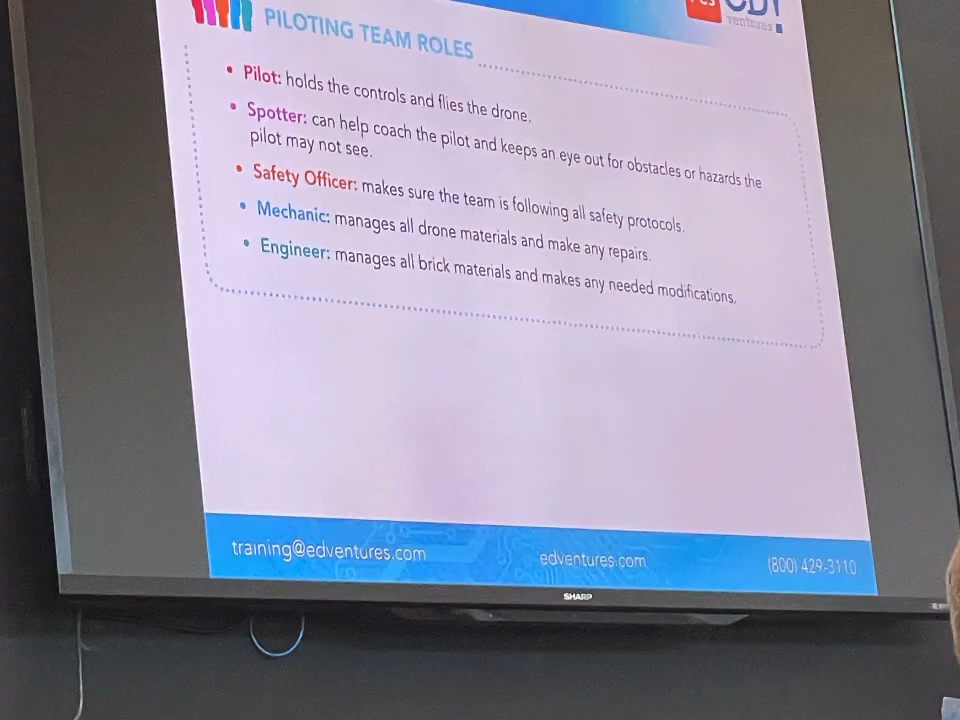 PILOTING TEAM ROLES
• Pilot: holds the controls and flies the drone.
• Spotter: can help coach the pilot and keeps an eye out for obstacles or hazards the
pilot may not see.
• Safety Officer: makes sure the team is following all safety protocols.
• Mechanic: manages all drone materials and make any repairs.
• Engineer: manages all brick materials and makes any needed modifications.
ventures
training@edventures.com
edventures.com
(800) 429-3110
SHARP